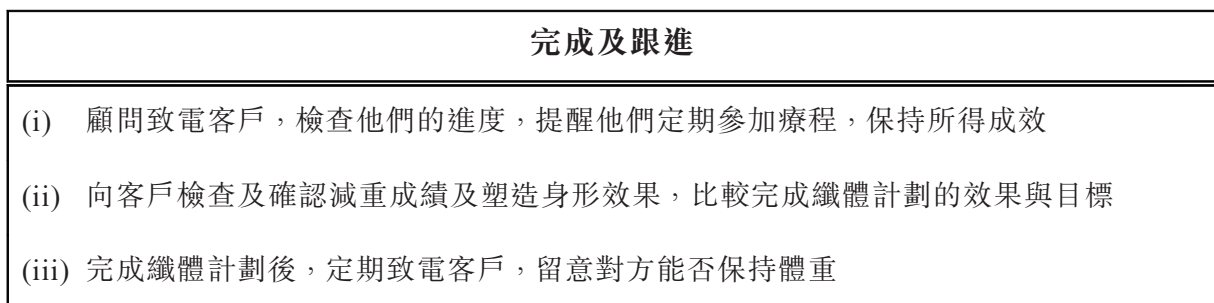 完成及跟進
(i) 顧問致電客戶，檢查他們的進度，提醒他們定期參加療程，保持所得成效
(ii) 向客戶檢查及確認減重成績及塑造身形效果，比較完成纖體計劃的效果與目標
(iii) 完成纖體計劃後，定期致電客戶，留意對方能否保持體重